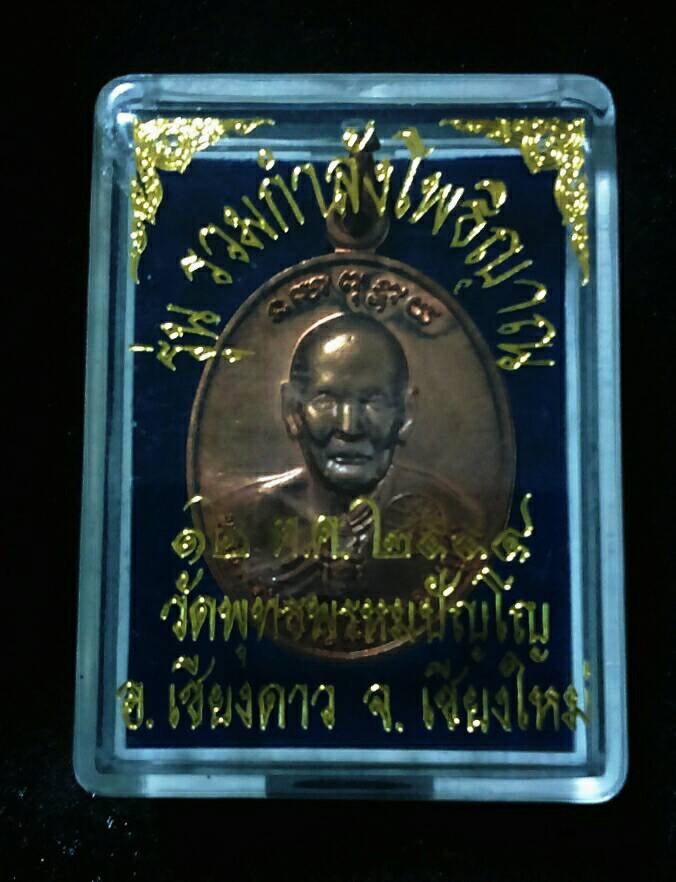 รุ่น รวมกำลังโพธิญาณ
๑๒ ต.ค. ๒๕๕๘
วัดพุทธพรหมปัญโญ
อ.เชียงดาว จ.เชียงใหม่